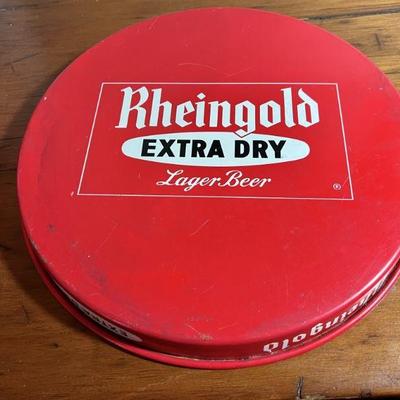 Rheingold
EXTRA DRY
Lager Beer
®